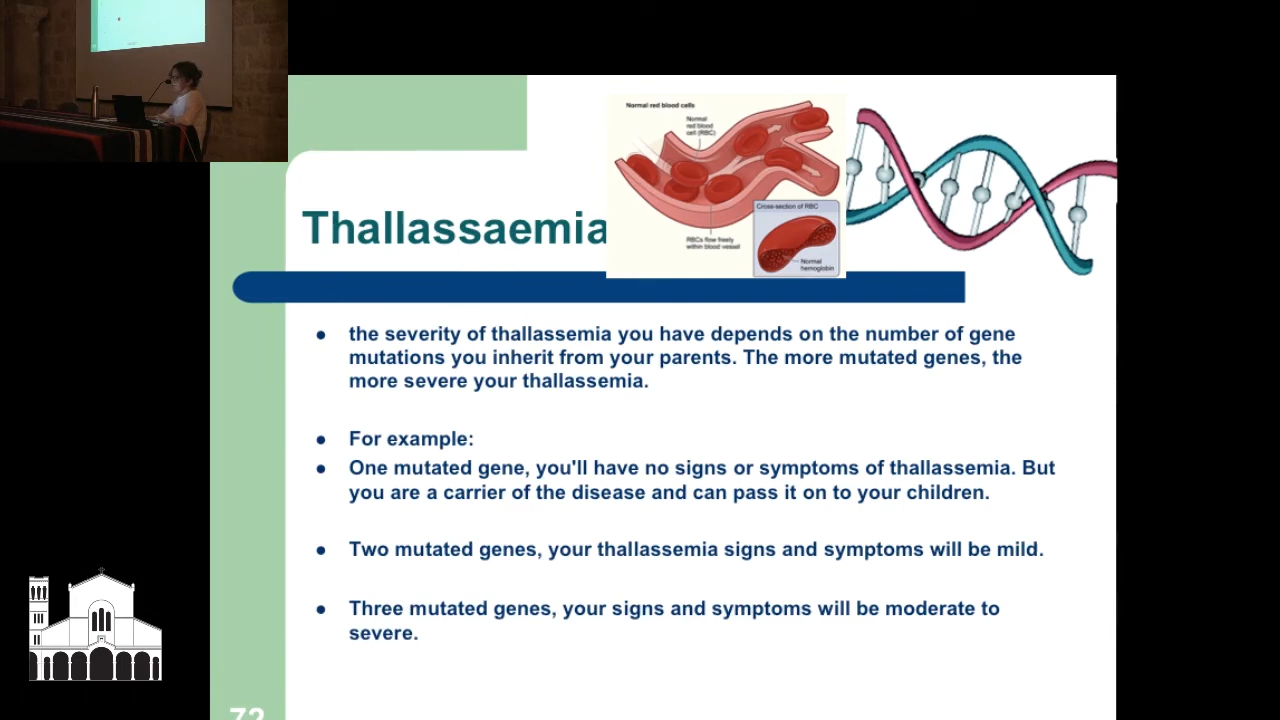 Normal red blood cells
Normal
red blood
cell (RBC)
Cross-section of RBC
Thallassaemia
RBCs flow freely
within blood vessel
Normal
hemoglobin
● the severity of thallassemia you have depends on the number of gene
mutations you inherit from your parents. The more mutated genes, the
more severe your thallassemia.
● For example:
● One mutated gene, you'll have no signs or symptoms of thallassemia. But
you are a carrier of the disease and can pass it on to your children.
● Two mutated genes, your thallassemia signs and symptoms will be mild.
● Three mutated genes, your signs and symptoms will be moderate to
severe.
72